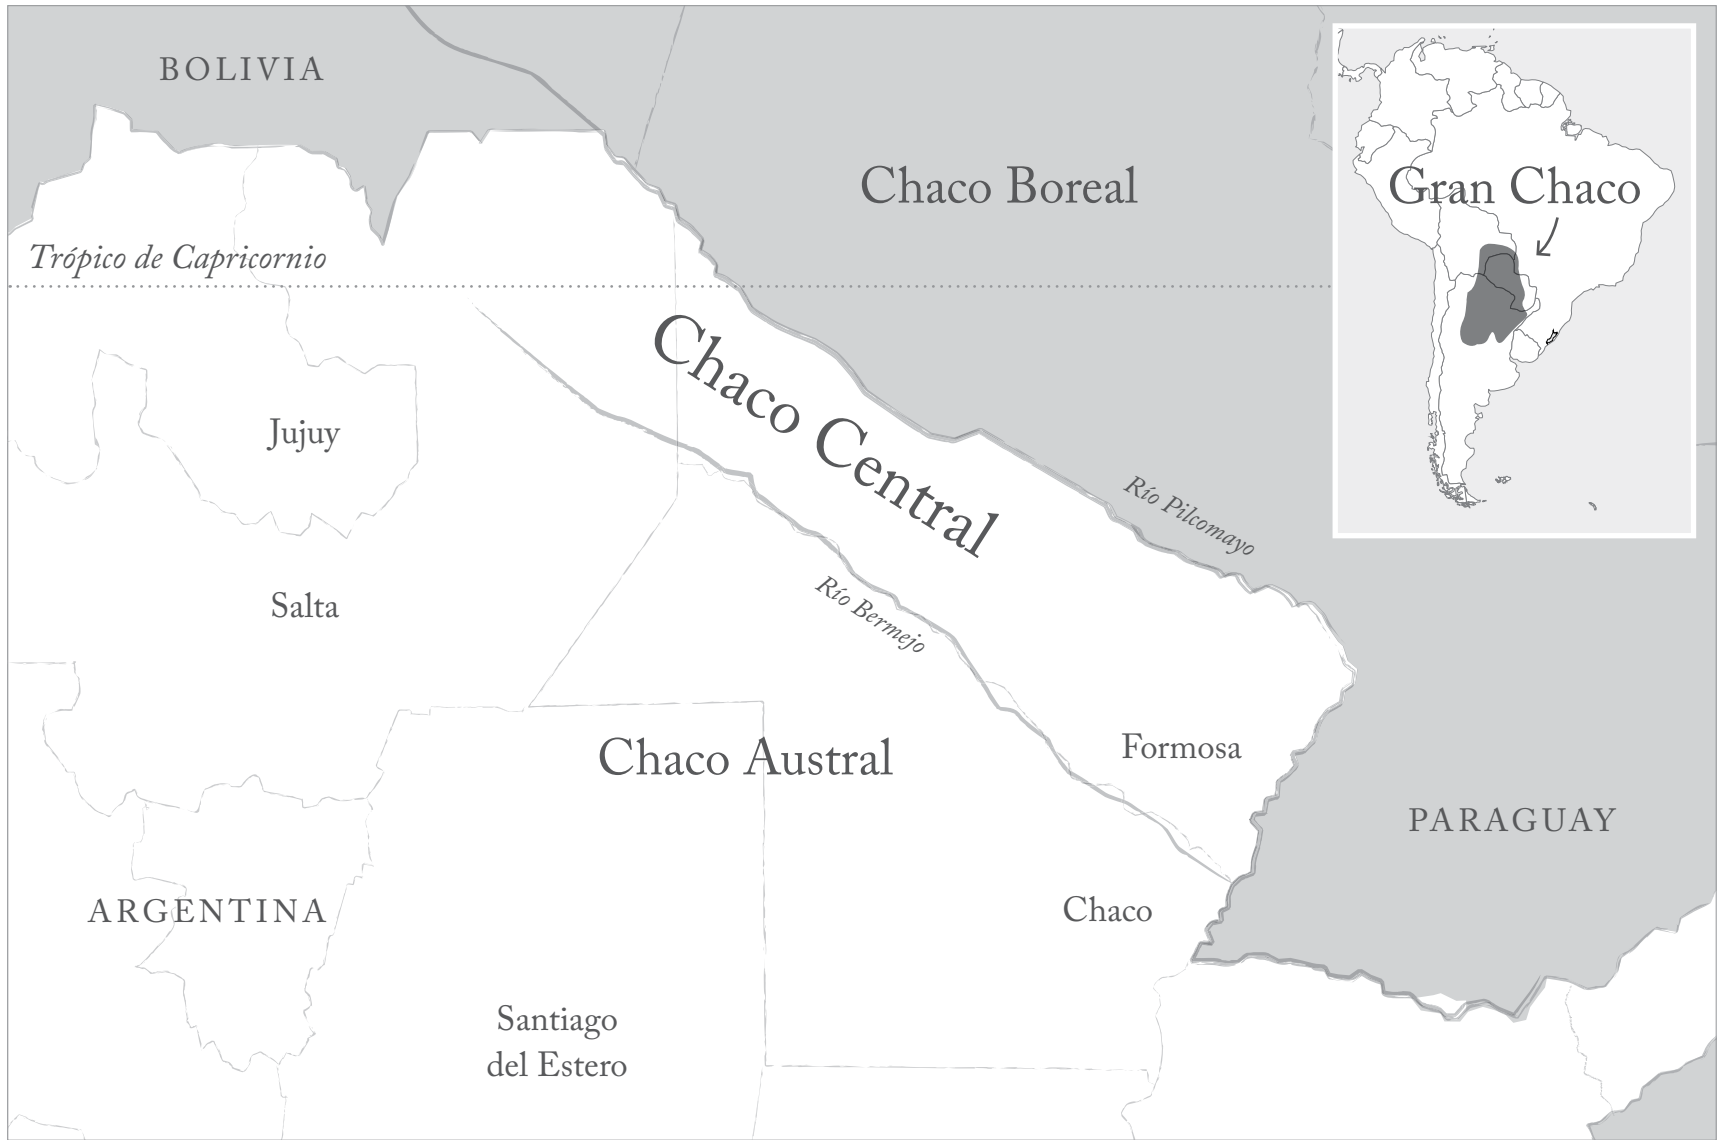 BOLIVIA
Chaco Boreal
Gran Chaco
Trópico de Capricornio
Chaco Central
Jujuy
Río Pilcomayo
Salta
Río Bermejo
Formosa
Chaco Austral
PARAGUAY
ARGENTINA
Chaco
Santiago
del Estero